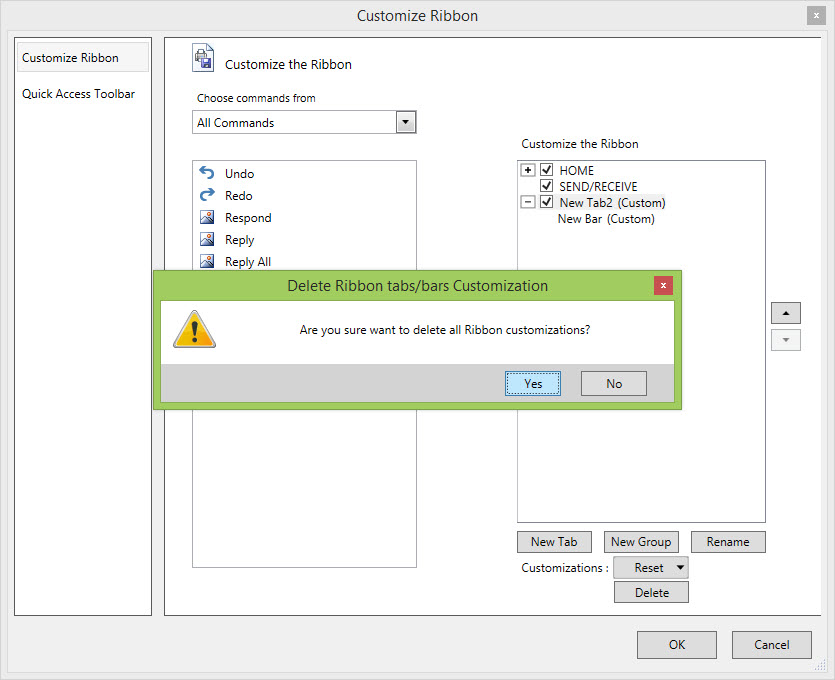 Customize Ribbon
x
Customize Ribbon
Quick Access Toolbar
Customize the Ribbon
Choose commands from
All Commands
Undo
Redo
Respond
Reply
Reply All
Customize the Ribbon
HOME
SEND/RECEIVE
New Tab2 (Custom)
New Bar (Custom)
Delete Ribbon tabs/bars Customization
x
Are you sure want to delete all Ribbon customizations?
Yes
No
New Tab
New Group
Rename
Customizations :
Reset
Delete
OK
Cancel